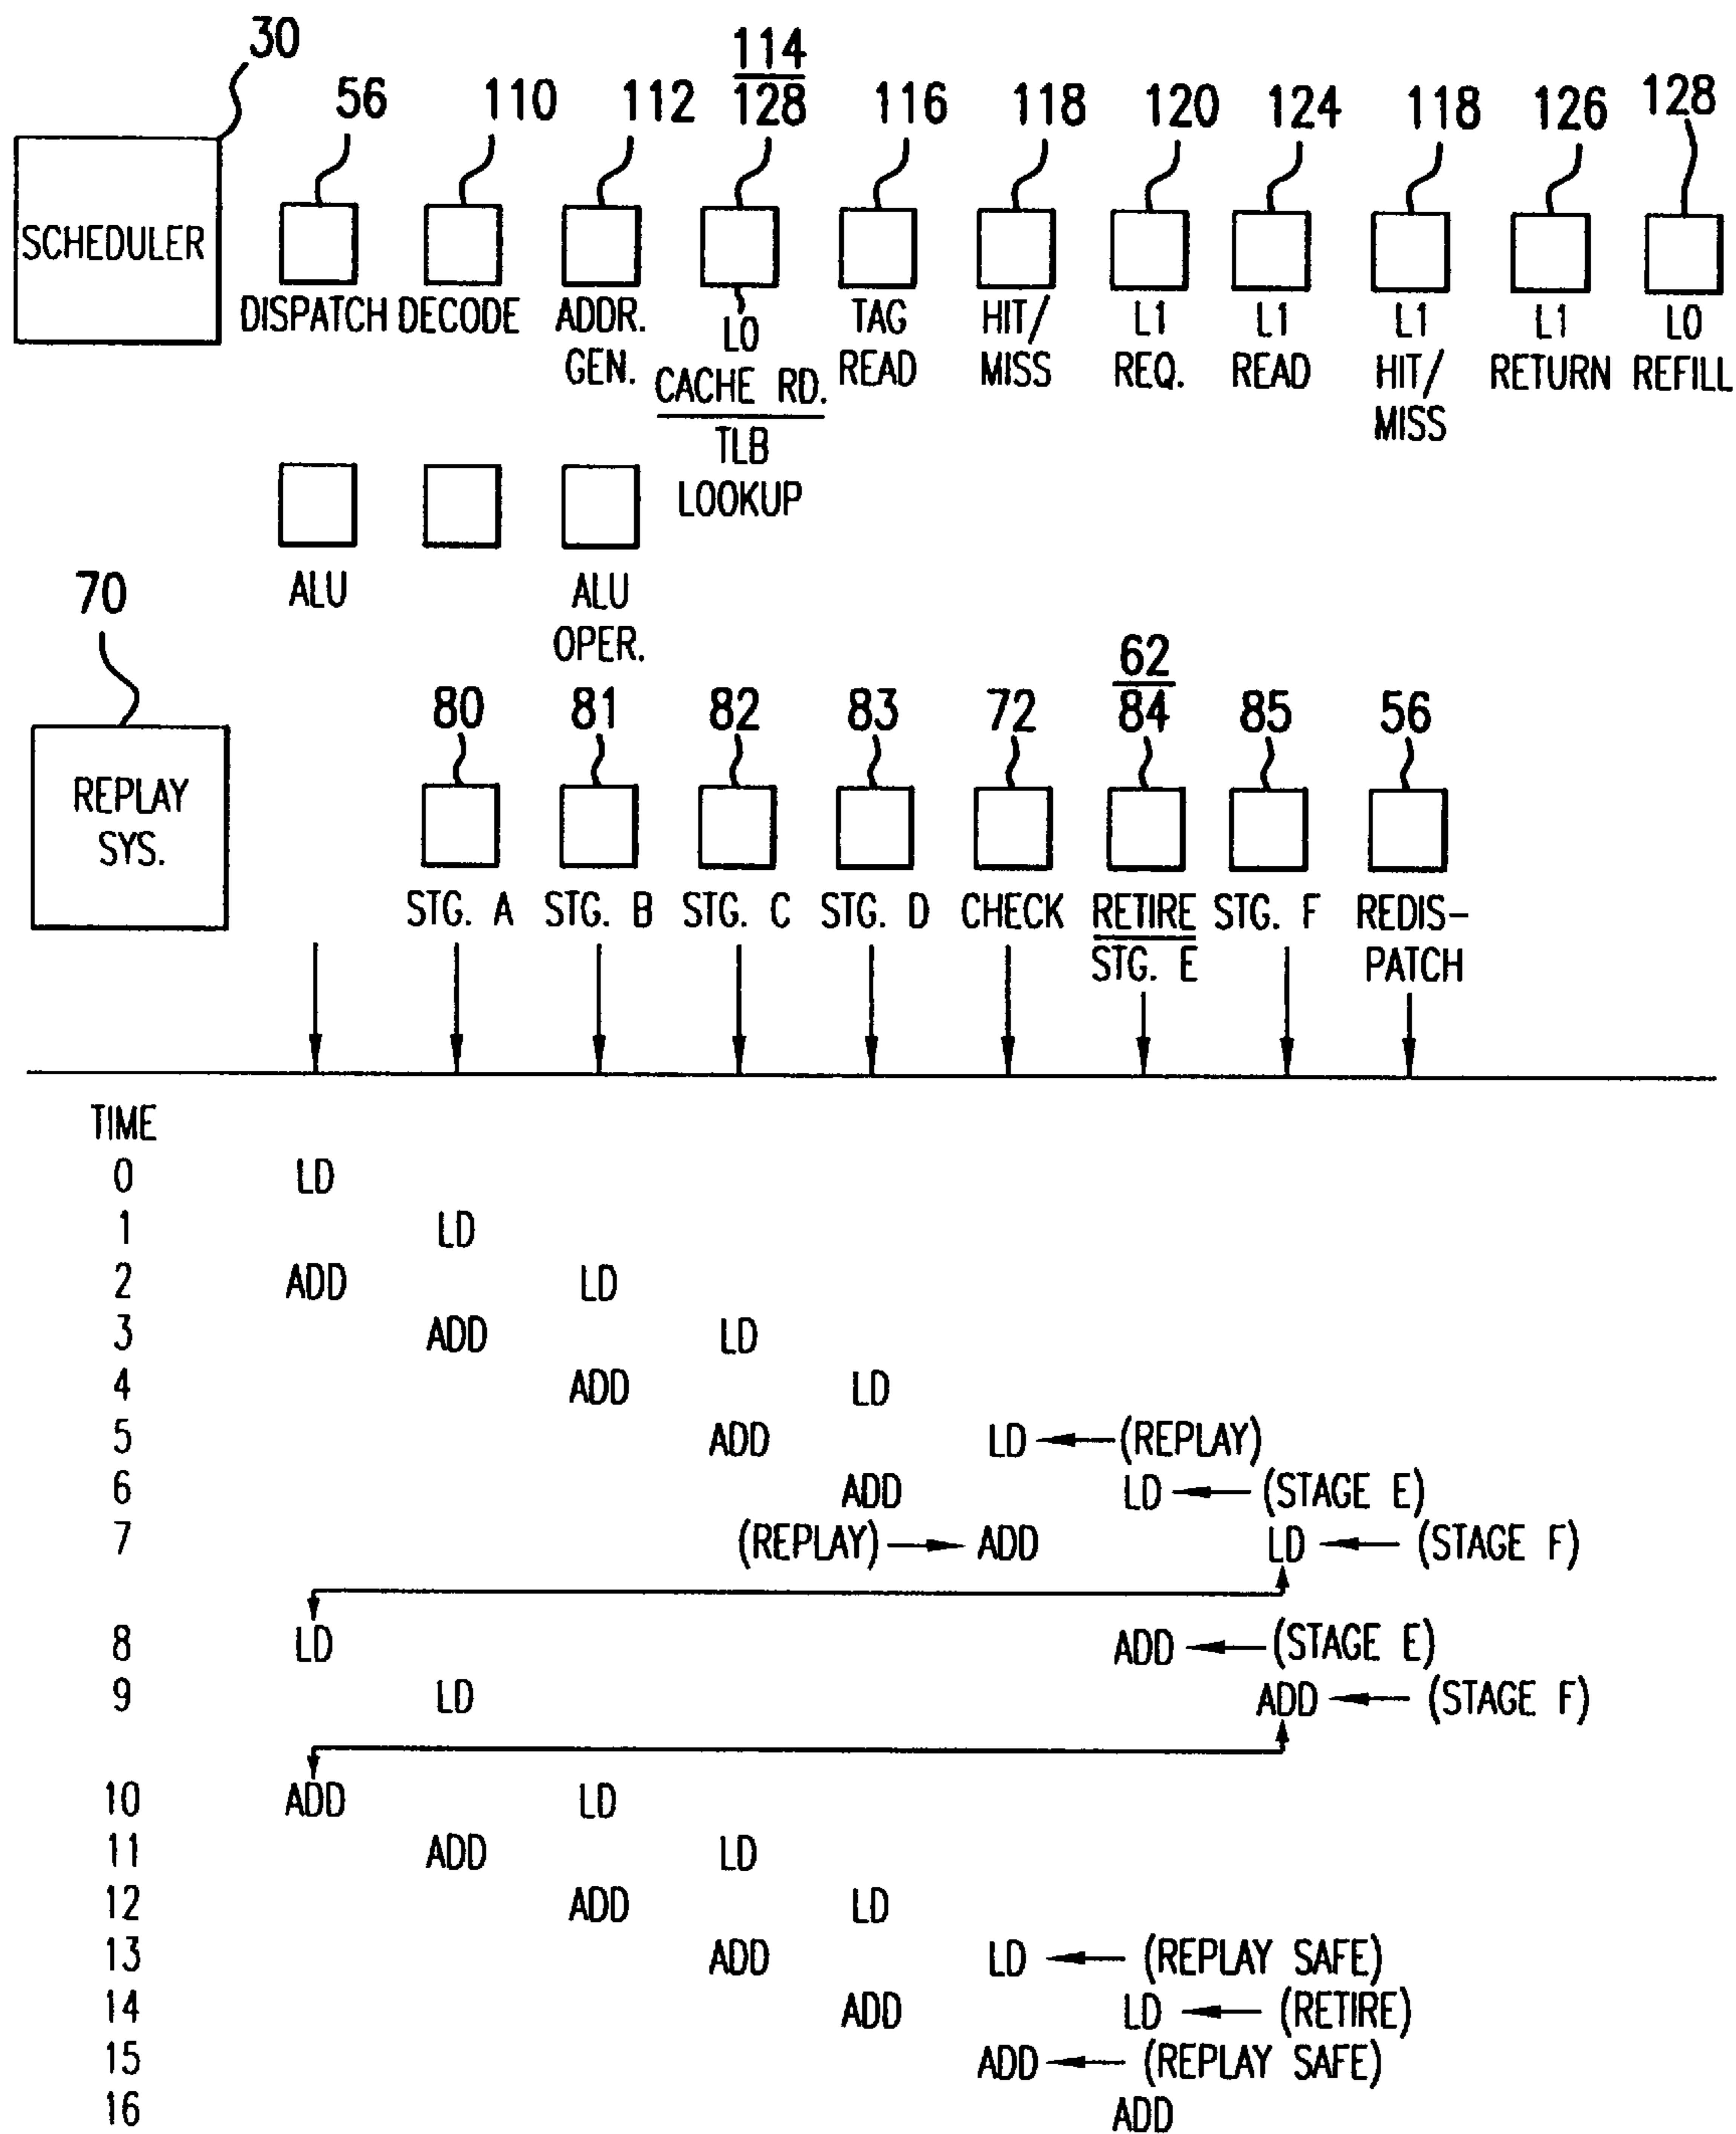 30
56
110
112
114
128
116
118
120
124
118
126
128
SCHEDULER
DISPATCH
DECODE
ADDR.
GEN.
L0
CACHE RD.
TLB
LOOKUP
TAG
READ
HIT/
MISS
L1
REQ.
L1
READ
L1
HIT/
MISS
L1
RETURN
L0
REFILL
ALU
ALU
OPER.
70
80
81
82
83
72
62
84
85
56
REPLAY
SYS.
STG. A
STG. B
STG. C
STG. D
CHECK
RETIRE
STG. E
STG. F
REDIS-
PATCH
TIME
0 LD
1 LD
2 ADD LD
3 ADD LD
4 ADD LD
5 ADD LD (REPLAY)
6 ADD LD (STAGE E)
7 (REPLAY) ADD LD (STAGE F)
8 LD ADD (STAGE E)
9 LD ADD (STAGE F)
10 ADD LD
11 ADD LD
12 ADD LD
13 ADD LD (REPLAY SAFE)
14 ADD LD (RETIRE)
15 ADD (REPLAY SAFE)
16 ADD